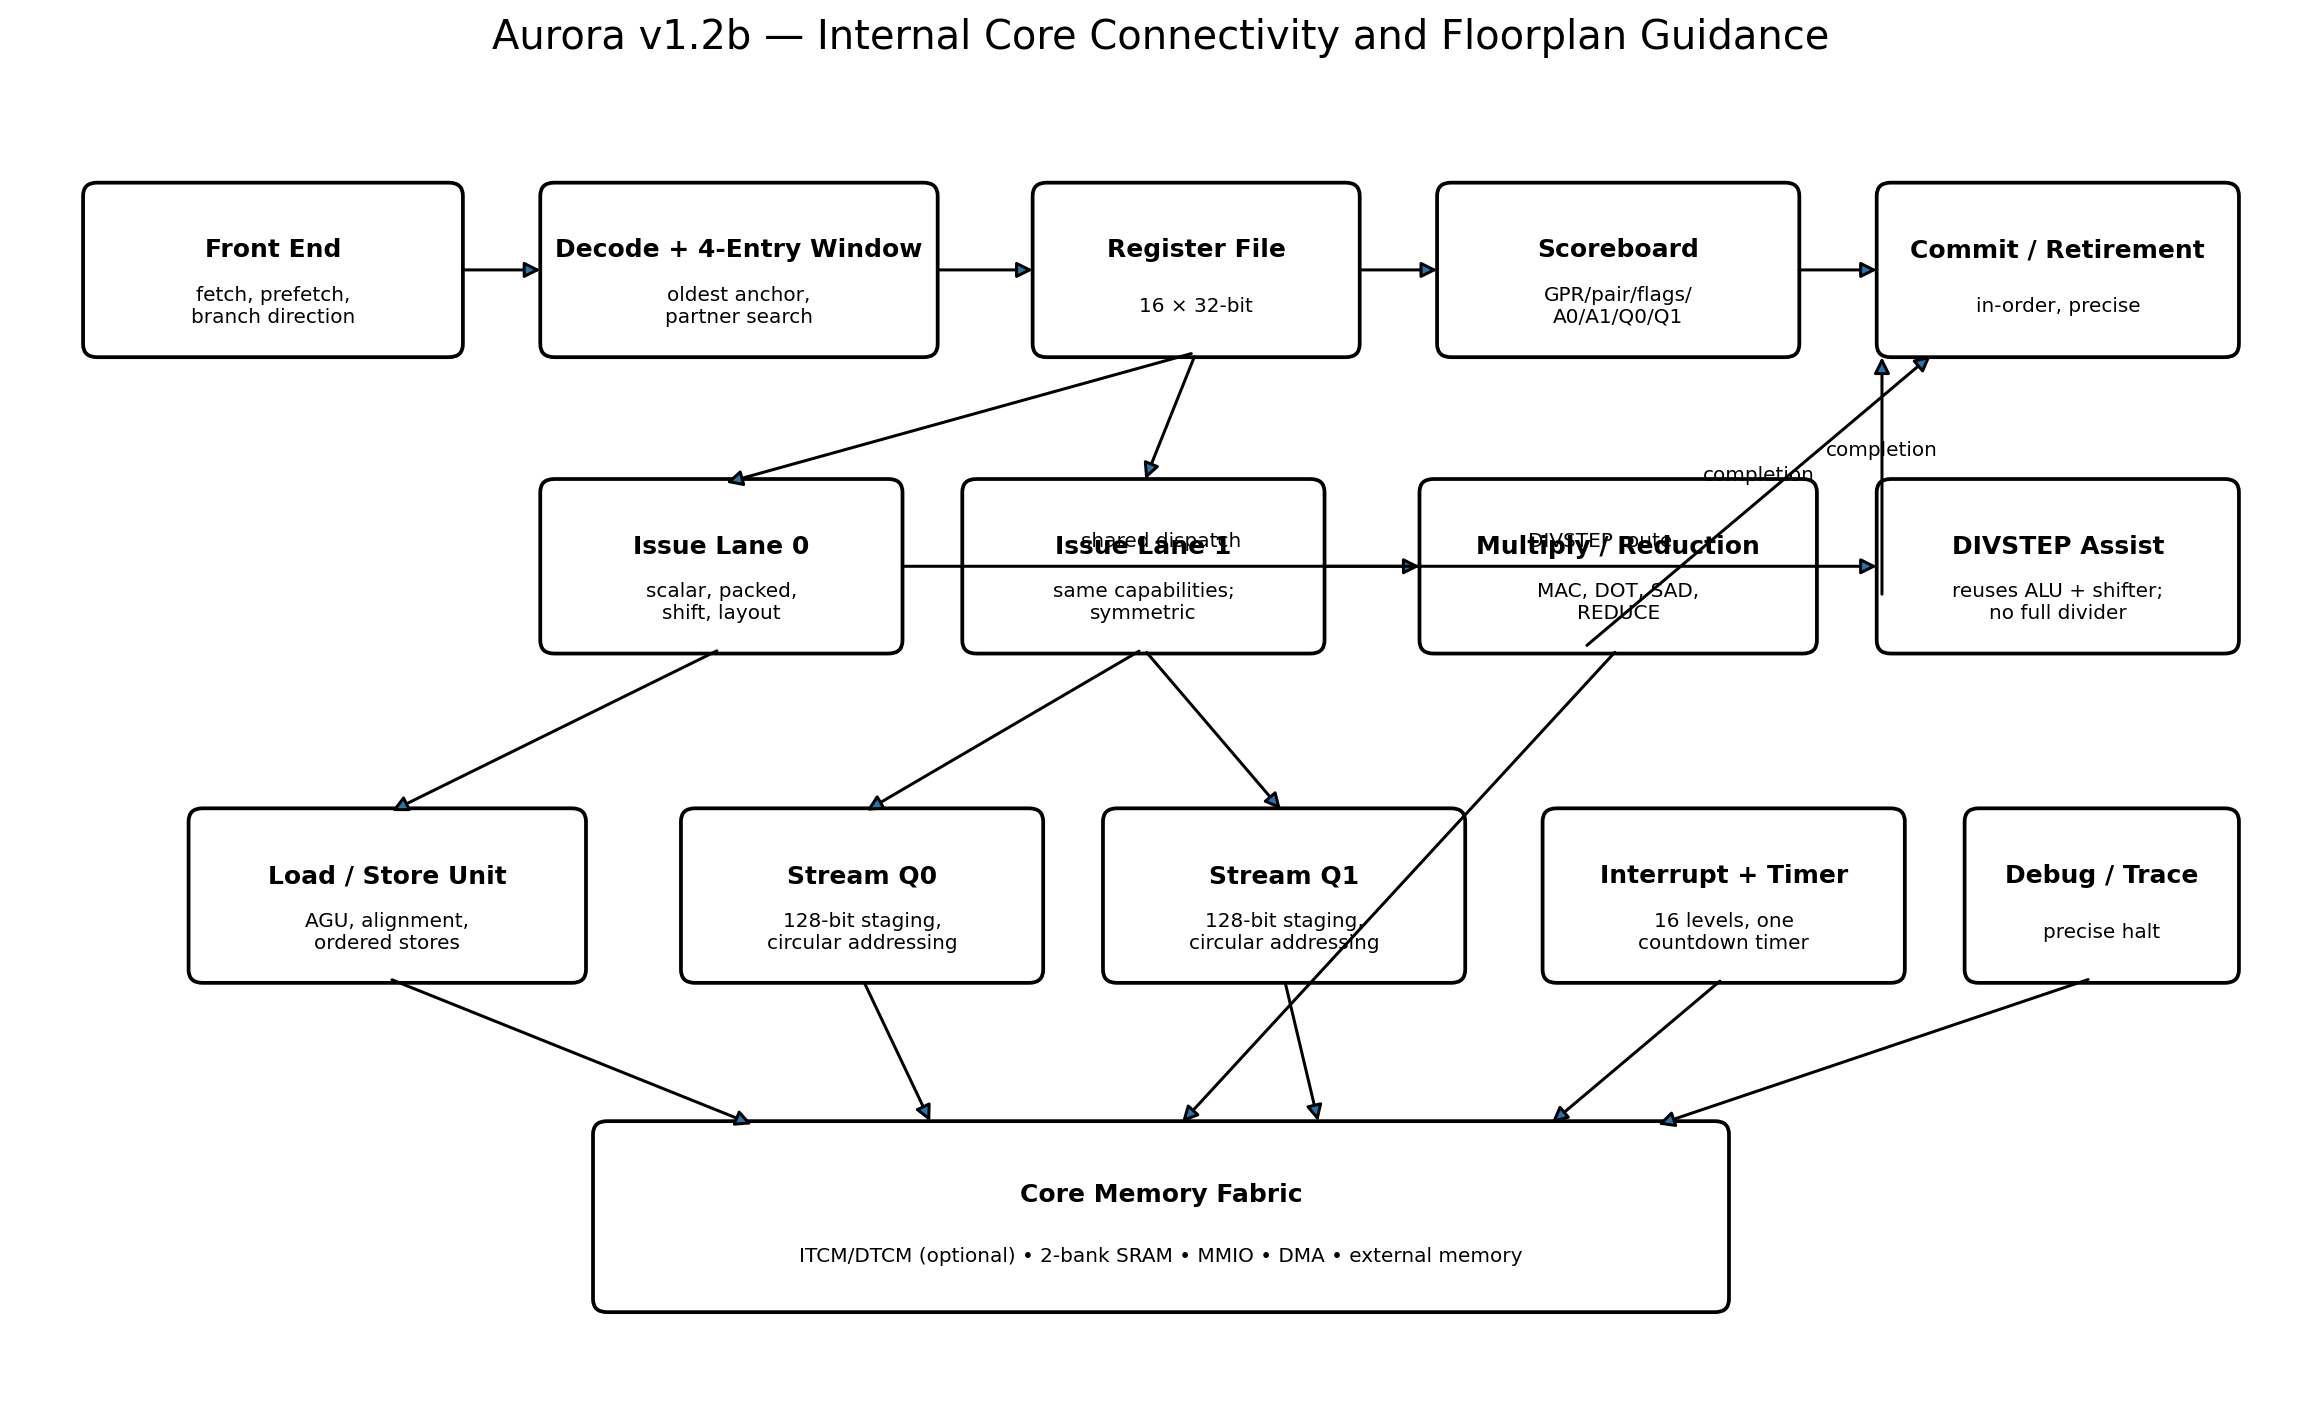 Aurora v1.2b — Internal Core Connectivity and Floorplan Guidance
Front End
fetch, prefetch,
branch direction
Decode + 4-Entry Window
oldest anchor,
partner search
Register File
16 × 32-bit
Scoreboard
GPR/pair/flags/
A0/A1/Q0/Q1
Commit / Retirement
in-order, precise
completion
completion
Issue Lane 0
scalar, packed,
shift, layout
shared dispatch
Issue Lane 1
same capabilities;
symmetric
DIVSTEP route
Multiply / Reduction
MAC, DOT, SAD,
REDUCE
DIVSTEP Assist
reuses ALU + shifter;
no full divider
Load / Store Unit
AGU, alignment,
ordered stores
Stream Q0
128-bit staging,
circular addressing
Stream Q1
128-bit staging,
circular addressing
Interrupt + Timer
16 levels, one
countdown timer
Debug / Trace
precise halt
Core Memory Fabric
ITCM/DTCM (optional) • 2-bank SRAM • MMIO • DMA • external memory